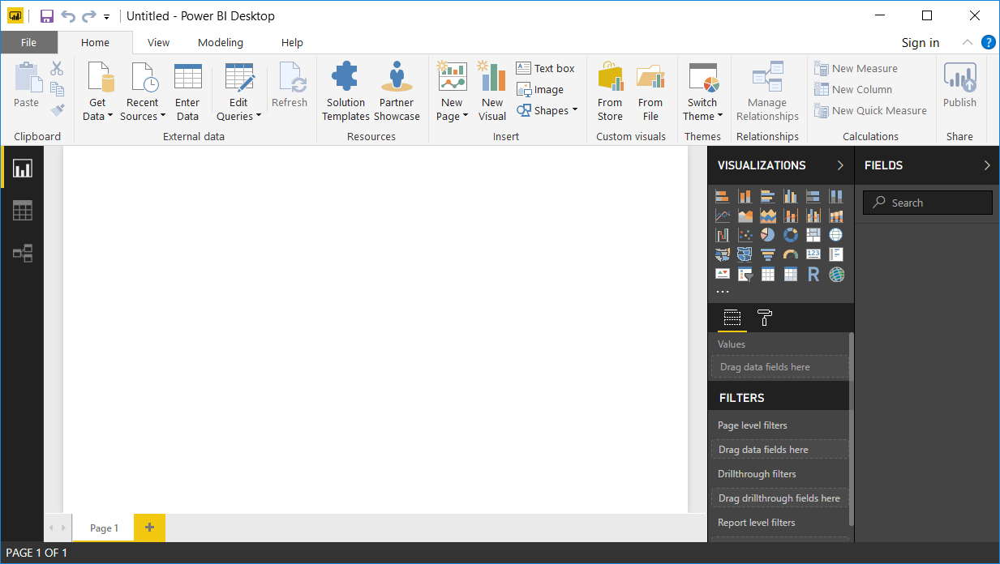 Untitled - Power BI Desktop
File Home View Modeling Help Sign in ?
Paste
Clipboard
Get Data
Recent Sources
Enter Data
Edit Queries
Refresh
External data
Solution Templates
Partner Showcase
Resources
New Page
New Visual
Text box
Image
Shapes
Insert
From Store
From File
Custom visuals
Switch Theme
Themes
Manage Relationships
Relationships
New Measure
New Column
New Quick Measure
Calculations
Publish
Share
VISUALIZATIONS
123
R
Values
Drag data fields here
FILTERS
Page level filters
Drag data fields here
Drillthrough filters
Drag drillthrough fields here
Report level filters
FIELDS
Search
Page 1
+
PAGE 1 OF 1